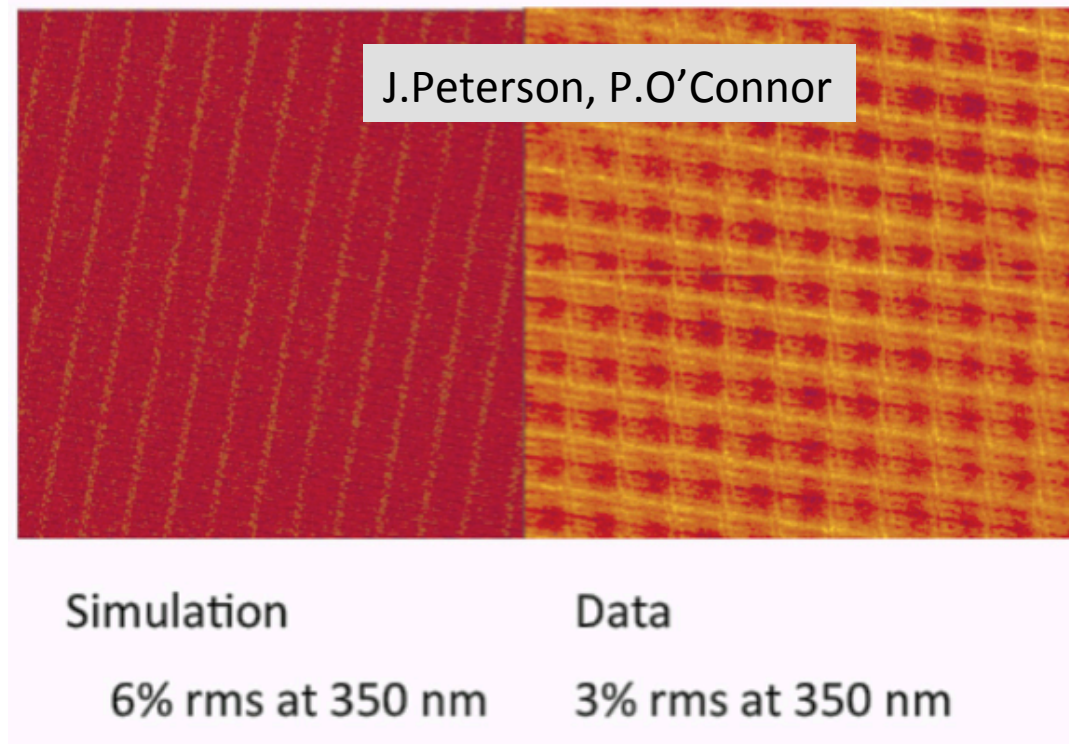 J.Peterson, P.O’Connor
Simulation
Data
6% rms at 350 nm
3% rms at 350 nm